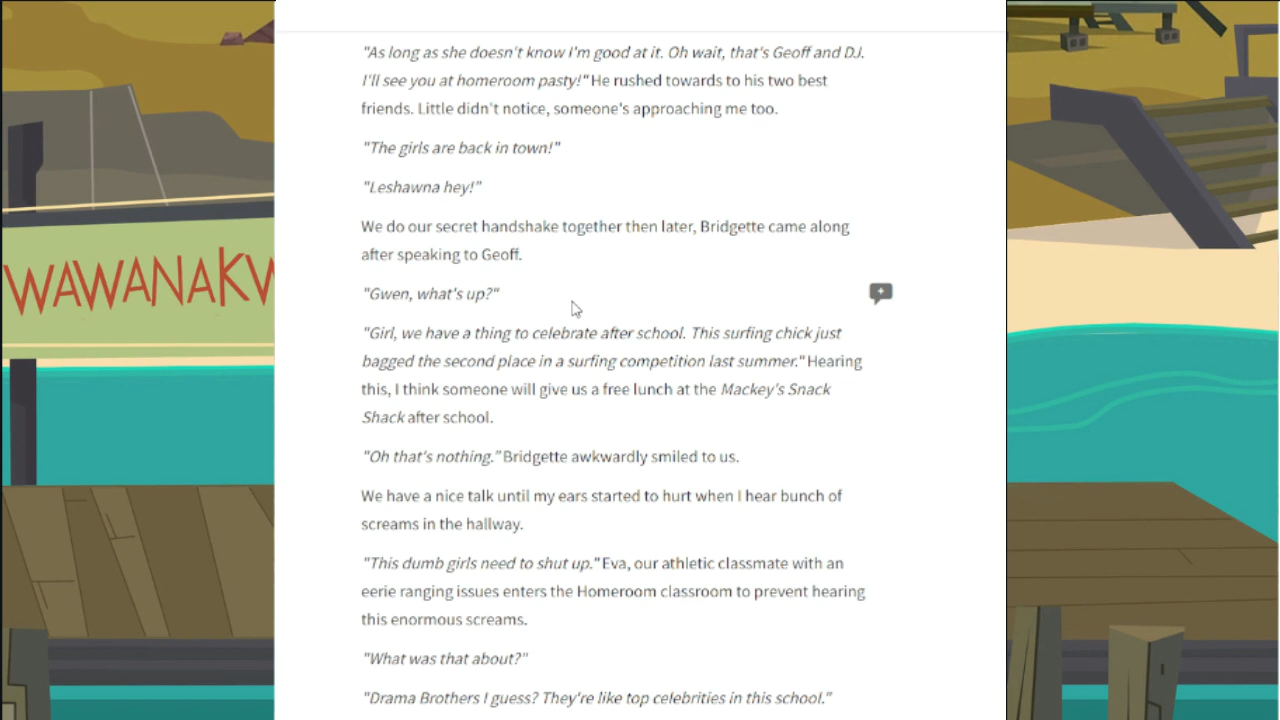 "As long as she doesn't know I'm good at it. Oh wait, that's Geoff and DJ.
I'll see you at homeroom pasty!" He rushed towards to his two best
friends. Little didn't notice, someone's approaching me too.
"The girls are back in town!"
"Leshawna hey!"
We do our secret handshake together then later, Bridgette came along
after speaking to Geoff.
"Gwen, what's up?"
"Girl, we have a thing to celebrate after school. This surfing chick just
bagged the second place in a surfing competition last summer." Hearing
this, I think someone will give us a free lunch at the Mackey's Snack
Shack after school.
"Oh that's nothing." Bridgette awkwardly smiled to us.
We have a nice talk until my ears started to hurt when I hear bunch of
screams in the hallway.
"This dumb girls need to shut up." Eva, our athletic classmate with an
eerie ranging issues enters the Homeroom classroom to prevent hearing
this enormous screams.
"What was that about?"
"Drama Brothers I guess? They're like top celebrities in this school."
WAWANAKW